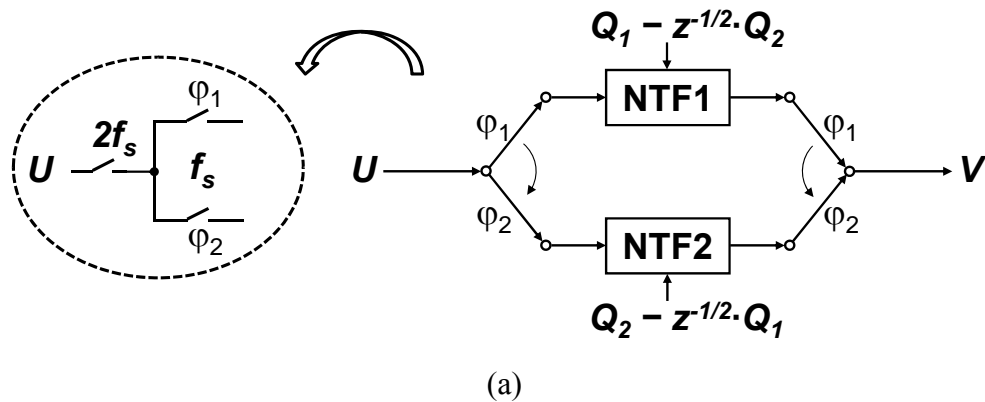 φ1
2fs
U
fs
φ2
Q1 − z-1/2·Q2
NTF1
φ1
φ1
U
V
φ2
φ2
NTF2
Q2 − z-1/2·Q1
(a)